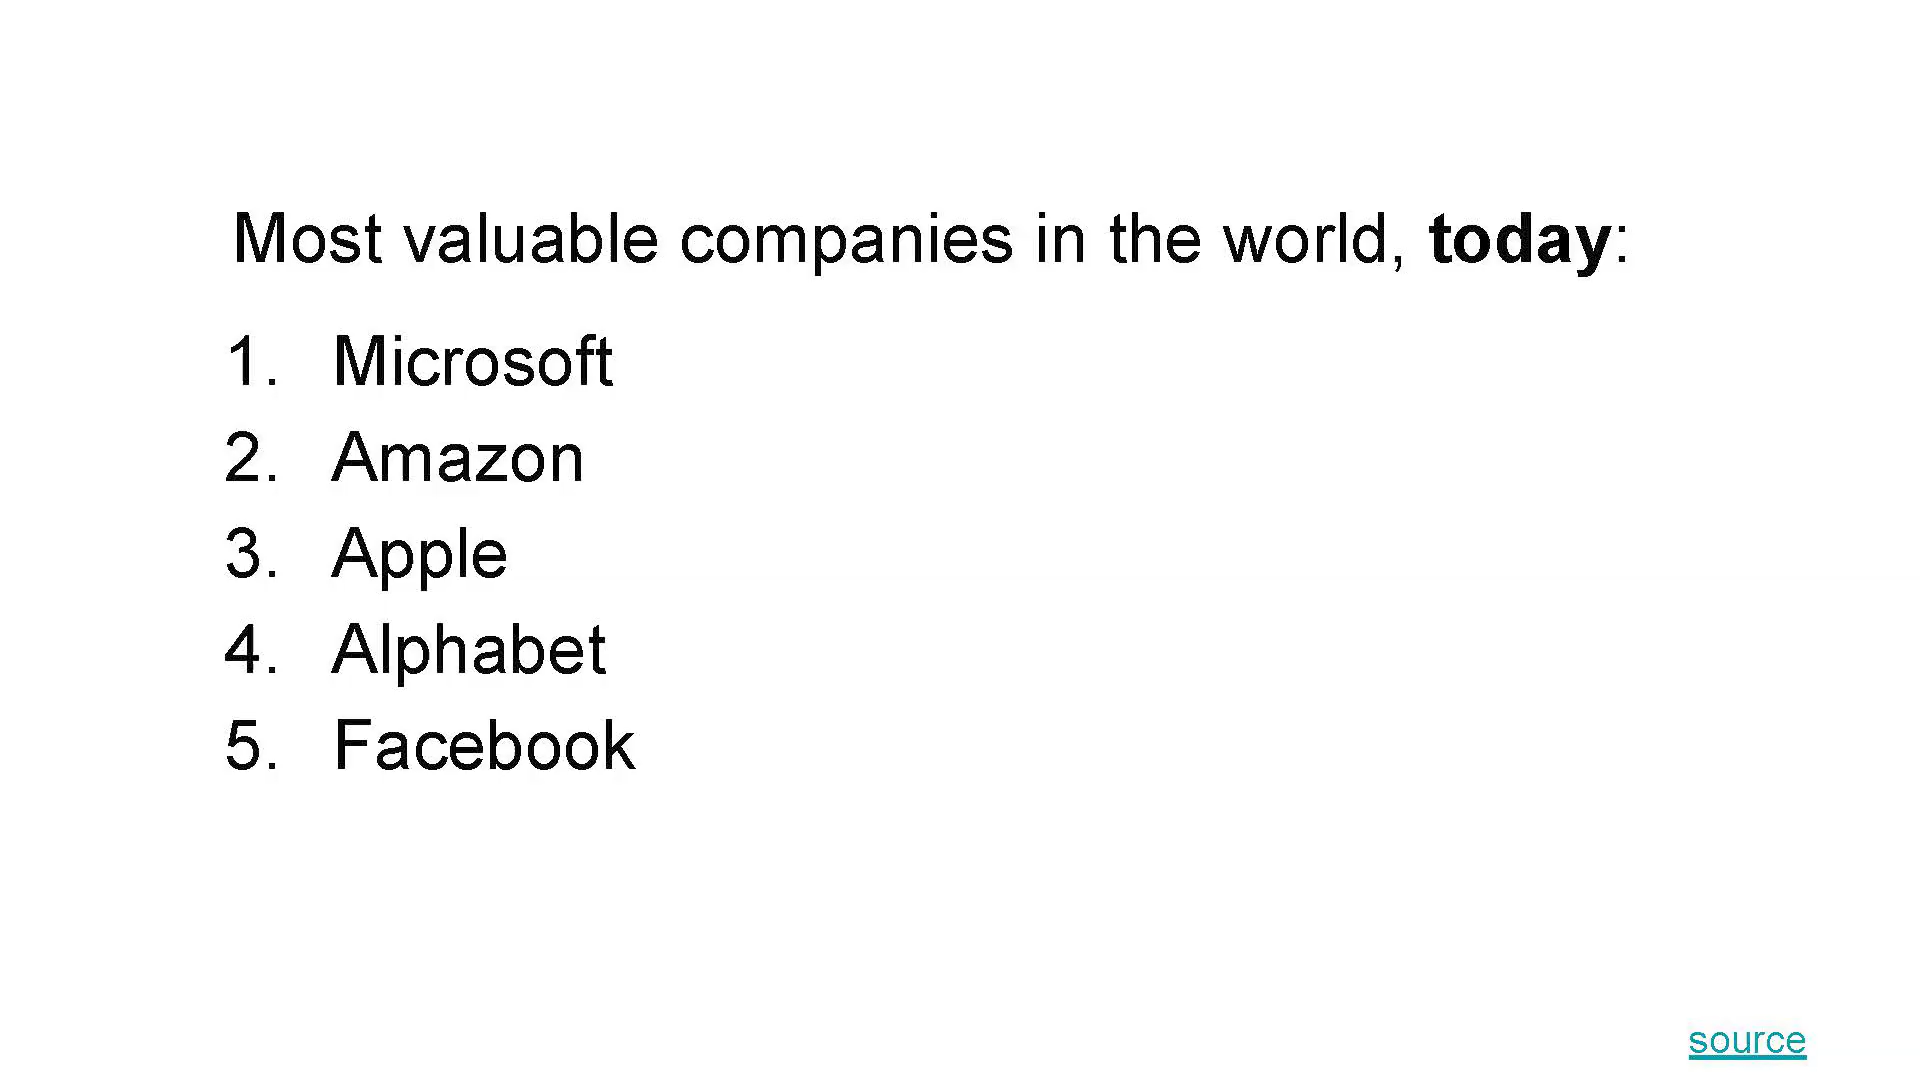 Most valuable companies in the world, today:
1. Microsoft
2. Amazon
3. Apple
4. Alphabet
5. Facebook
source